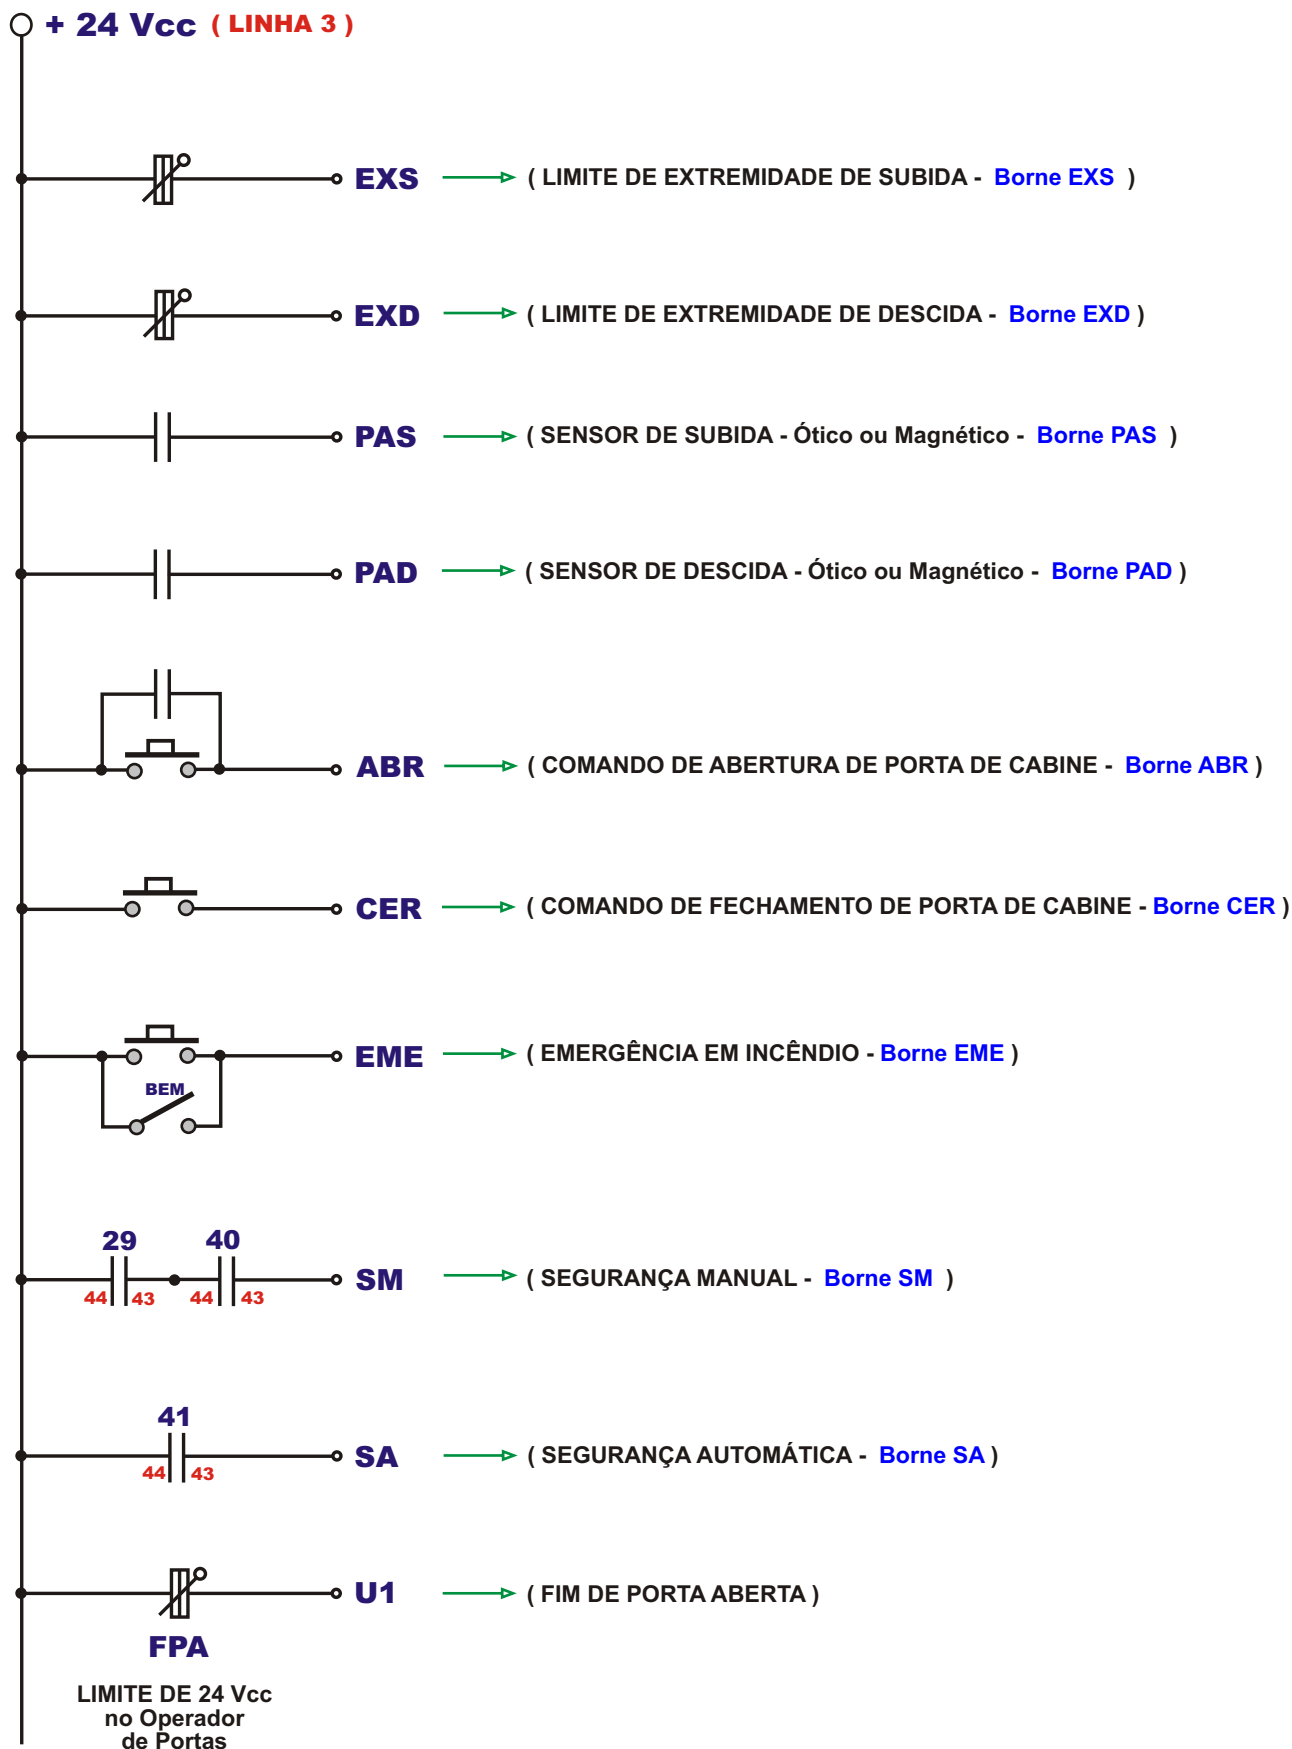 + 24 Vcc ( LINHA 3 )
EXS ( LIMITE DE EXTREMIDADE DE SUBIDA - Borne EXS )
EXD ( LIMITE DE EXTREMIDADE DE DESCIDA - Borne EXD )
PAS ( SENSOR DE SUBIDA - Ótico ou Magnético - Borne PAS )
PAD ( SENSOR DE DESCIDA - Ótico ou Magnético - Borne PAD )
ABR ( COMANDO DE ABERTURA DE PORTA DE CABINE - Borne ABR )
CER ( COMANDO DE FECHAMENTO DE PORTA DE CABINE - Borne CER )
EME ( EMERGÊNCIA EM INCÊNDIO - Borne EME )
BEM
29 40
SM ( SEGURANÇA MANUAL - Borne SM )
44 43 44 43
41
SA ( SEGURANÇA AUTOMÁTICA - Borne SA )
44 43
U1 ( FIM DE PORTA ABERTA )
FPA
LIMITE DE 24 Vcc
no Operador
de Portas